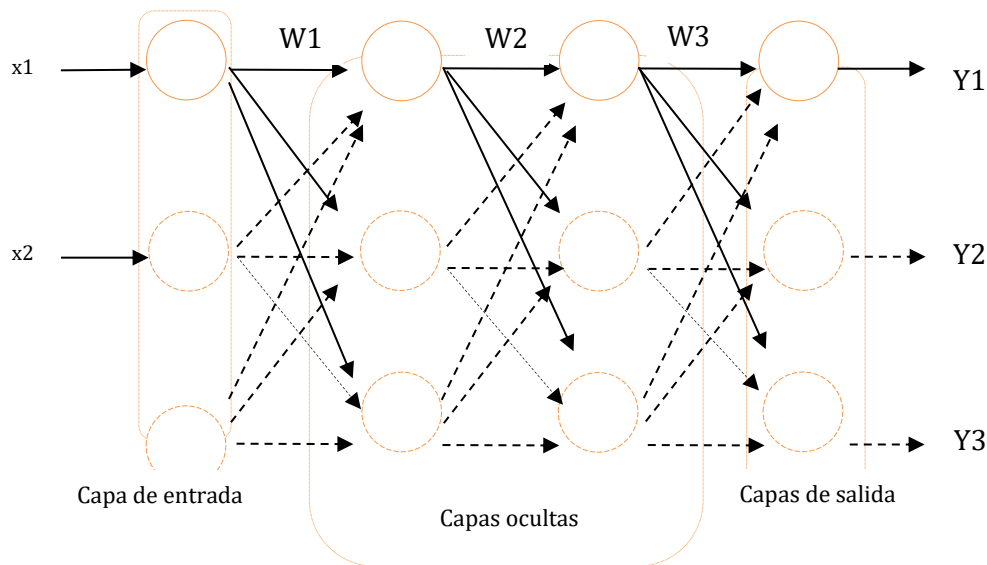 W1
W2
W3
x1
Y1
x2
Y2
Y3
Capa de entrada
Capas de salida
Capas ocultas